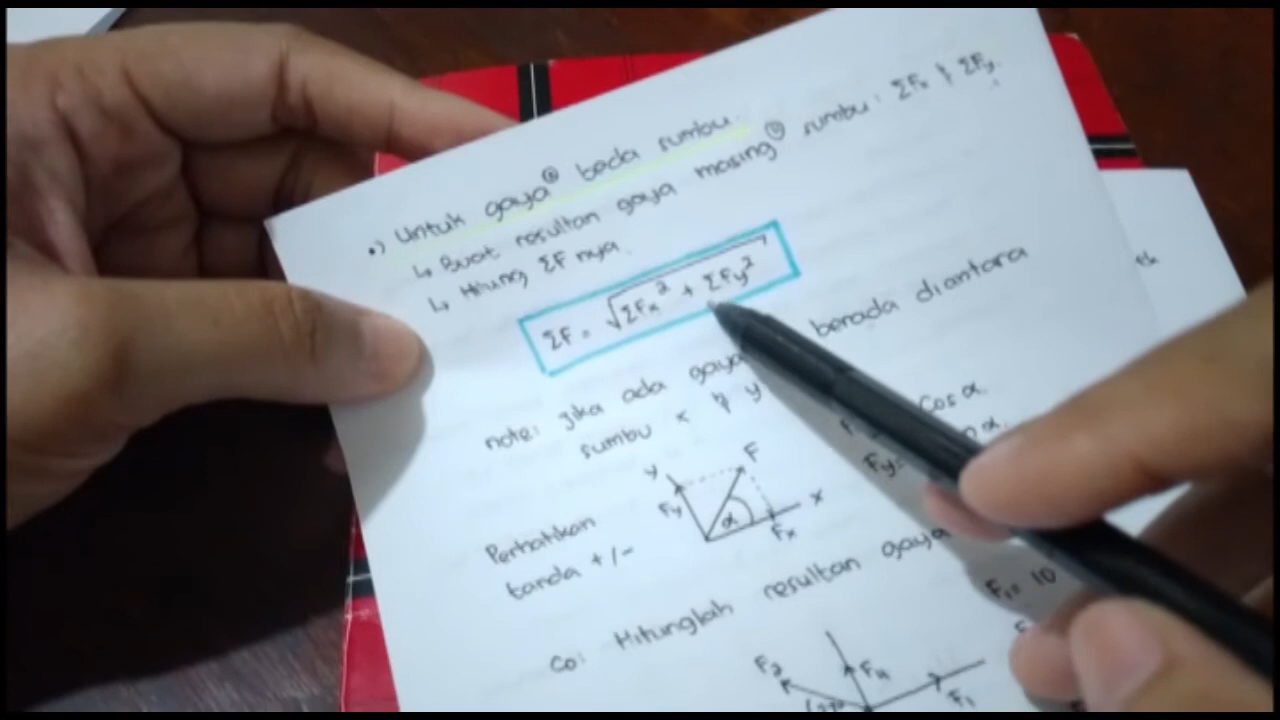 •) Untuk gaya² beda sumbu.
↳ Buat resultan gaya masing² sumbu : ΣFx & ΣFy.
↳ Hitung ΣF nya.
ΣF = √ΣFx² + ΣFy²
note: jika ada gaya berada diantara
sumbu x & y
Cos α.
Fy:
y
F
Fy
α
x
Fx
Perhatikan
tanda +/-
Co: Hitunglah resultan gaya
F₁= 10
F₂
F₄
F₁